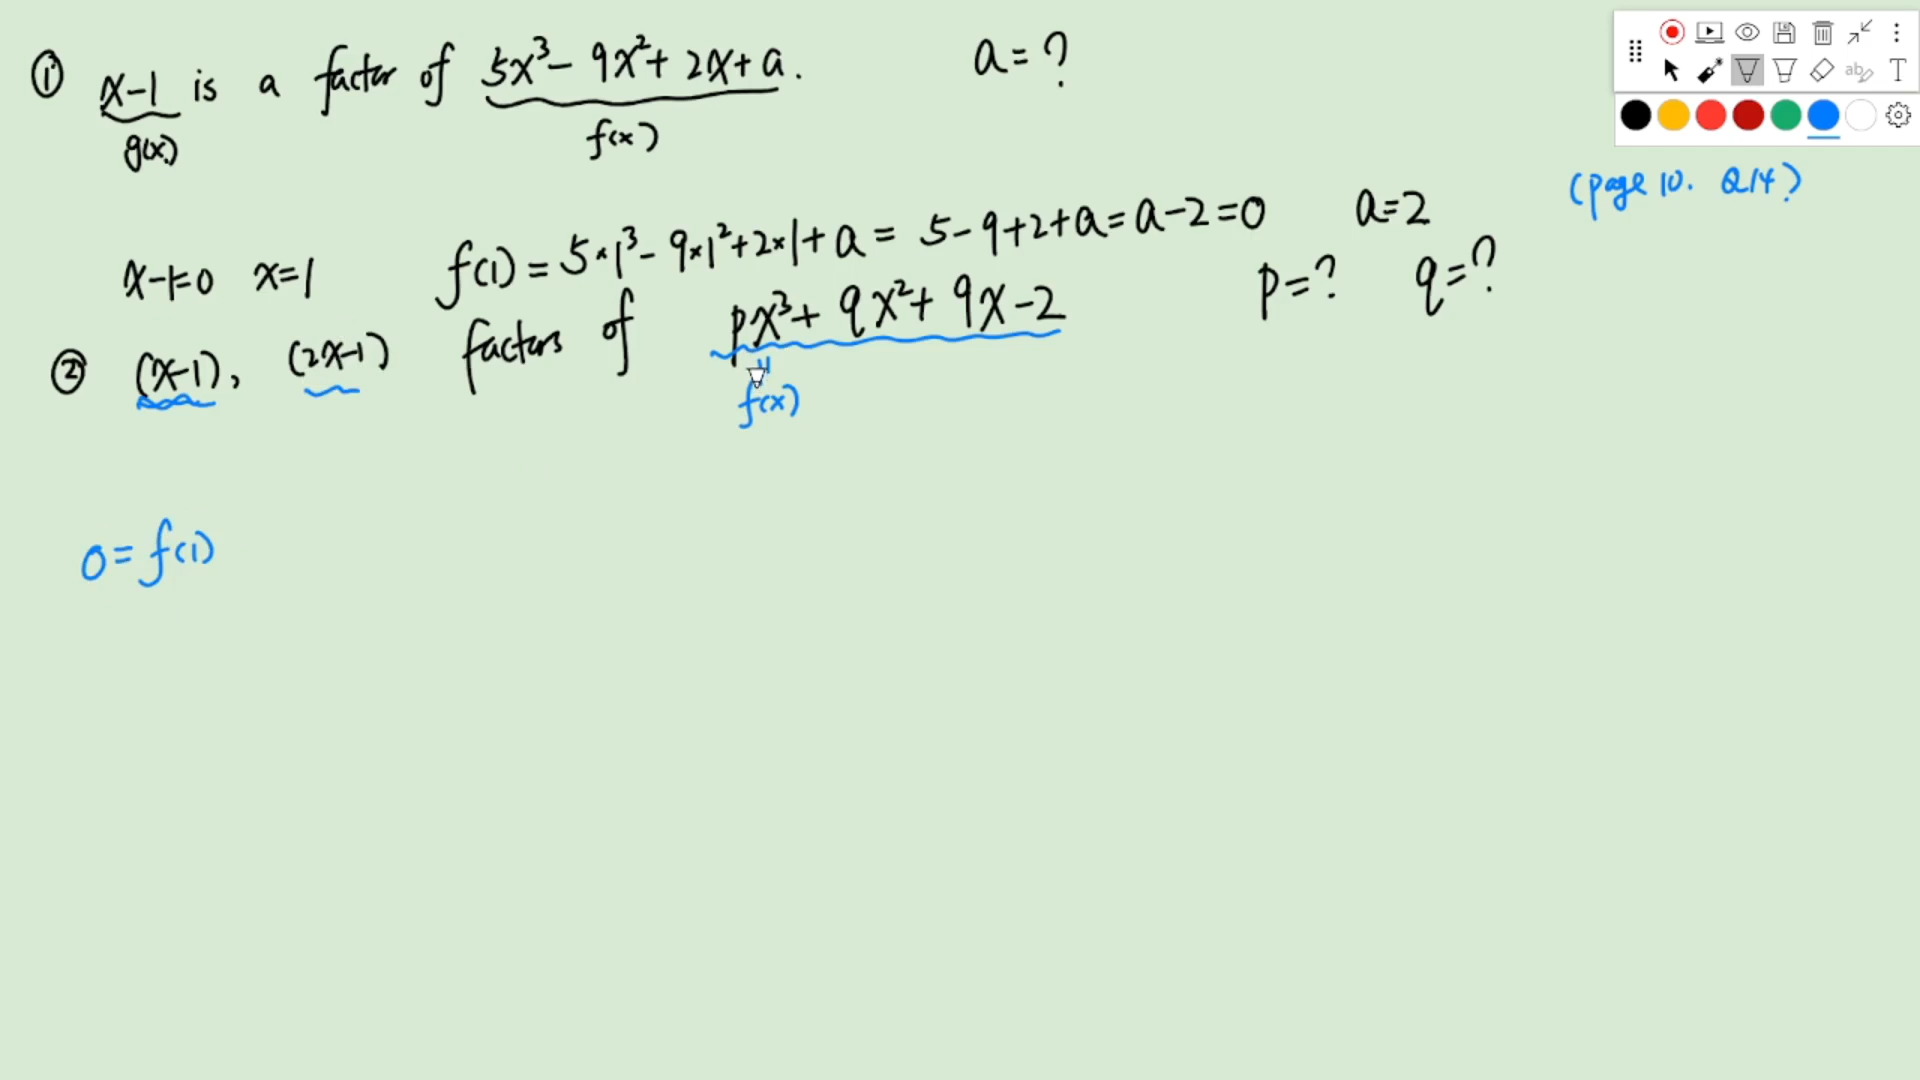 ① x-1 is a factor of 5x³- 9x²+ 2x+a. a=?
g(x) f(x)
(page 10. Q14)
x-1=0 x=1 f(1)=5×1³-9×1²+2×1+a= 5-9+2+a=a-2=0 a=2
② (x-1), (2x-1) factors of px³+ qx²+ 9x-2 p=? q=?
"
f(x)
0=f(1)
T